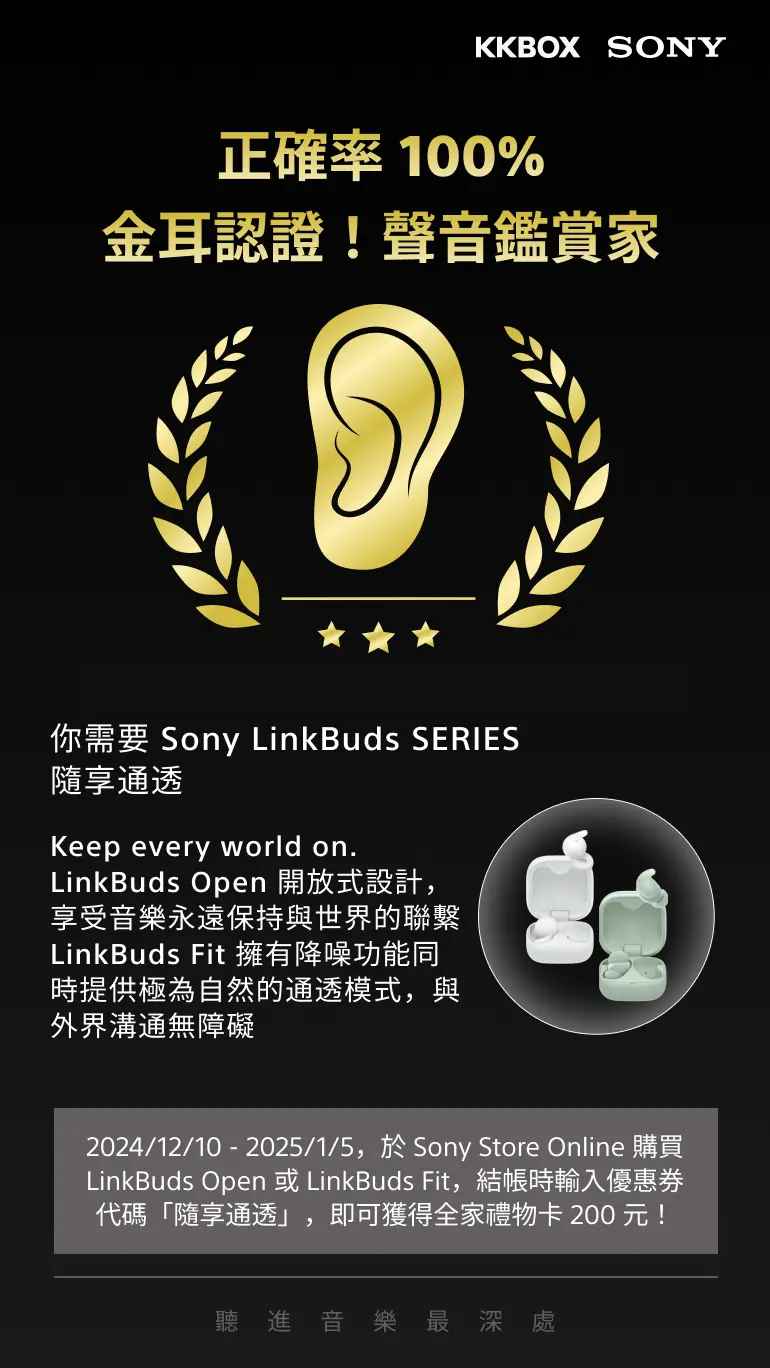 KKBOX SONY
正確率 100%
金耳認證！聲音鑑賞家
你需要 Sony LinkBuds SERIES
隨享通透
Keep every world on.
LinkBuds Open 開放式設計，
享受音樂永遠保持與世界的聯繫
LinkBuds Fit 擁有降噪功能同
時提供極為自然的通透模式，與
外界溝通無障礙
2024/12/10 - 2025/1/5，於 Sony Store Online 購買
LinkBuds Open 或 LinkBuds Fit，結帳時輸入優惠券
代碼「隨享通透」，即可獲得全家禮物卡 200 元！
聽進音樂最深處